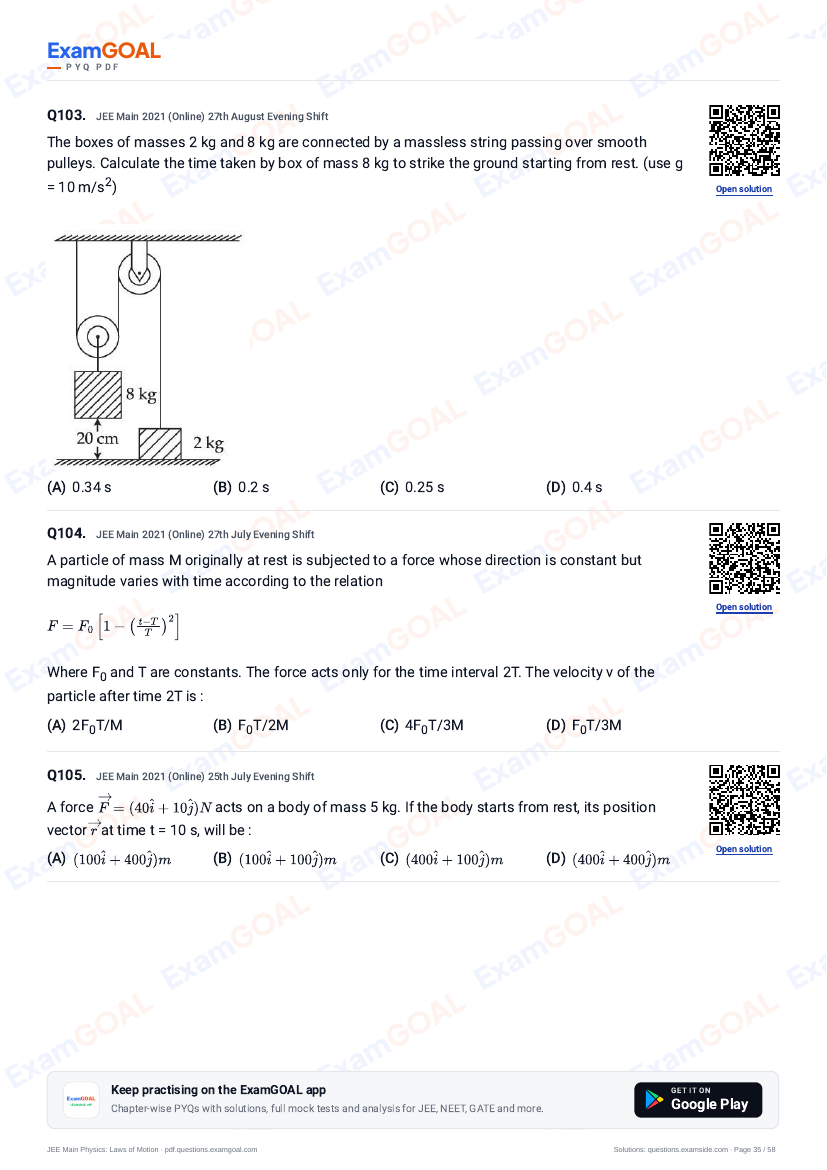 ExamGOAL
PYQ PDF
Q103. JEE Main 2021 (Online) 27th August Evening Shift
The boxes of masses 2 kg and 8 kg are connected by a massless string passing over smooth
pulleys. Calculate the time taken by box of mass 8 kg to strike the ground starting from rest. (use g
= 10 m/s²)
Open solution
8 kg
20 cm
2 kg
(A) 0.34 s (B) 0.2 s (C) 0.25 s (D) 0.4 s
Q104. JEE Main 2021 (Online) 27th July Evening Shift
A particle of mass M originally at rest is subjected to a force whose direction is constant but
magnitude varies with time according to the relation
Open solution
F = F₀ [1 − ((t−T)/T)²]
Where F₀ and T are constants. The force acts only for the time interval 2T. The velocity v of the
particle after time 2T is :
(A) 2F₀T/M (B) F₀T/2M (C) 4F₀T/3M (D) F₀T/3M
Q105. JEE Main 2021 (Online) 25th July Evening Shift
A force F⃗ = (40î + 10ĵ)N acts on a body of mass 5 kg. If the body starts from rest, its position
vector r⃗ at time t = 10 s, will be :
Open solution
(A) (100î + 400ĵ)m (B) (100î + 100ĵ)m (C) (400î + 100ĵ)m (D) (400î + 400ĵ)m
ExamGOAL
Keep practising on the ExamGOAL app
Chapter-wise PYQs with solutions, full mock tests and analysis for JEE, NEET, GATE and more.
GET IT ON
Google Play
JEE Main Physics: Laws of Motion · pdf.questions.examgoal.com
Solutions: questions.examside.com · Page 35 / 58